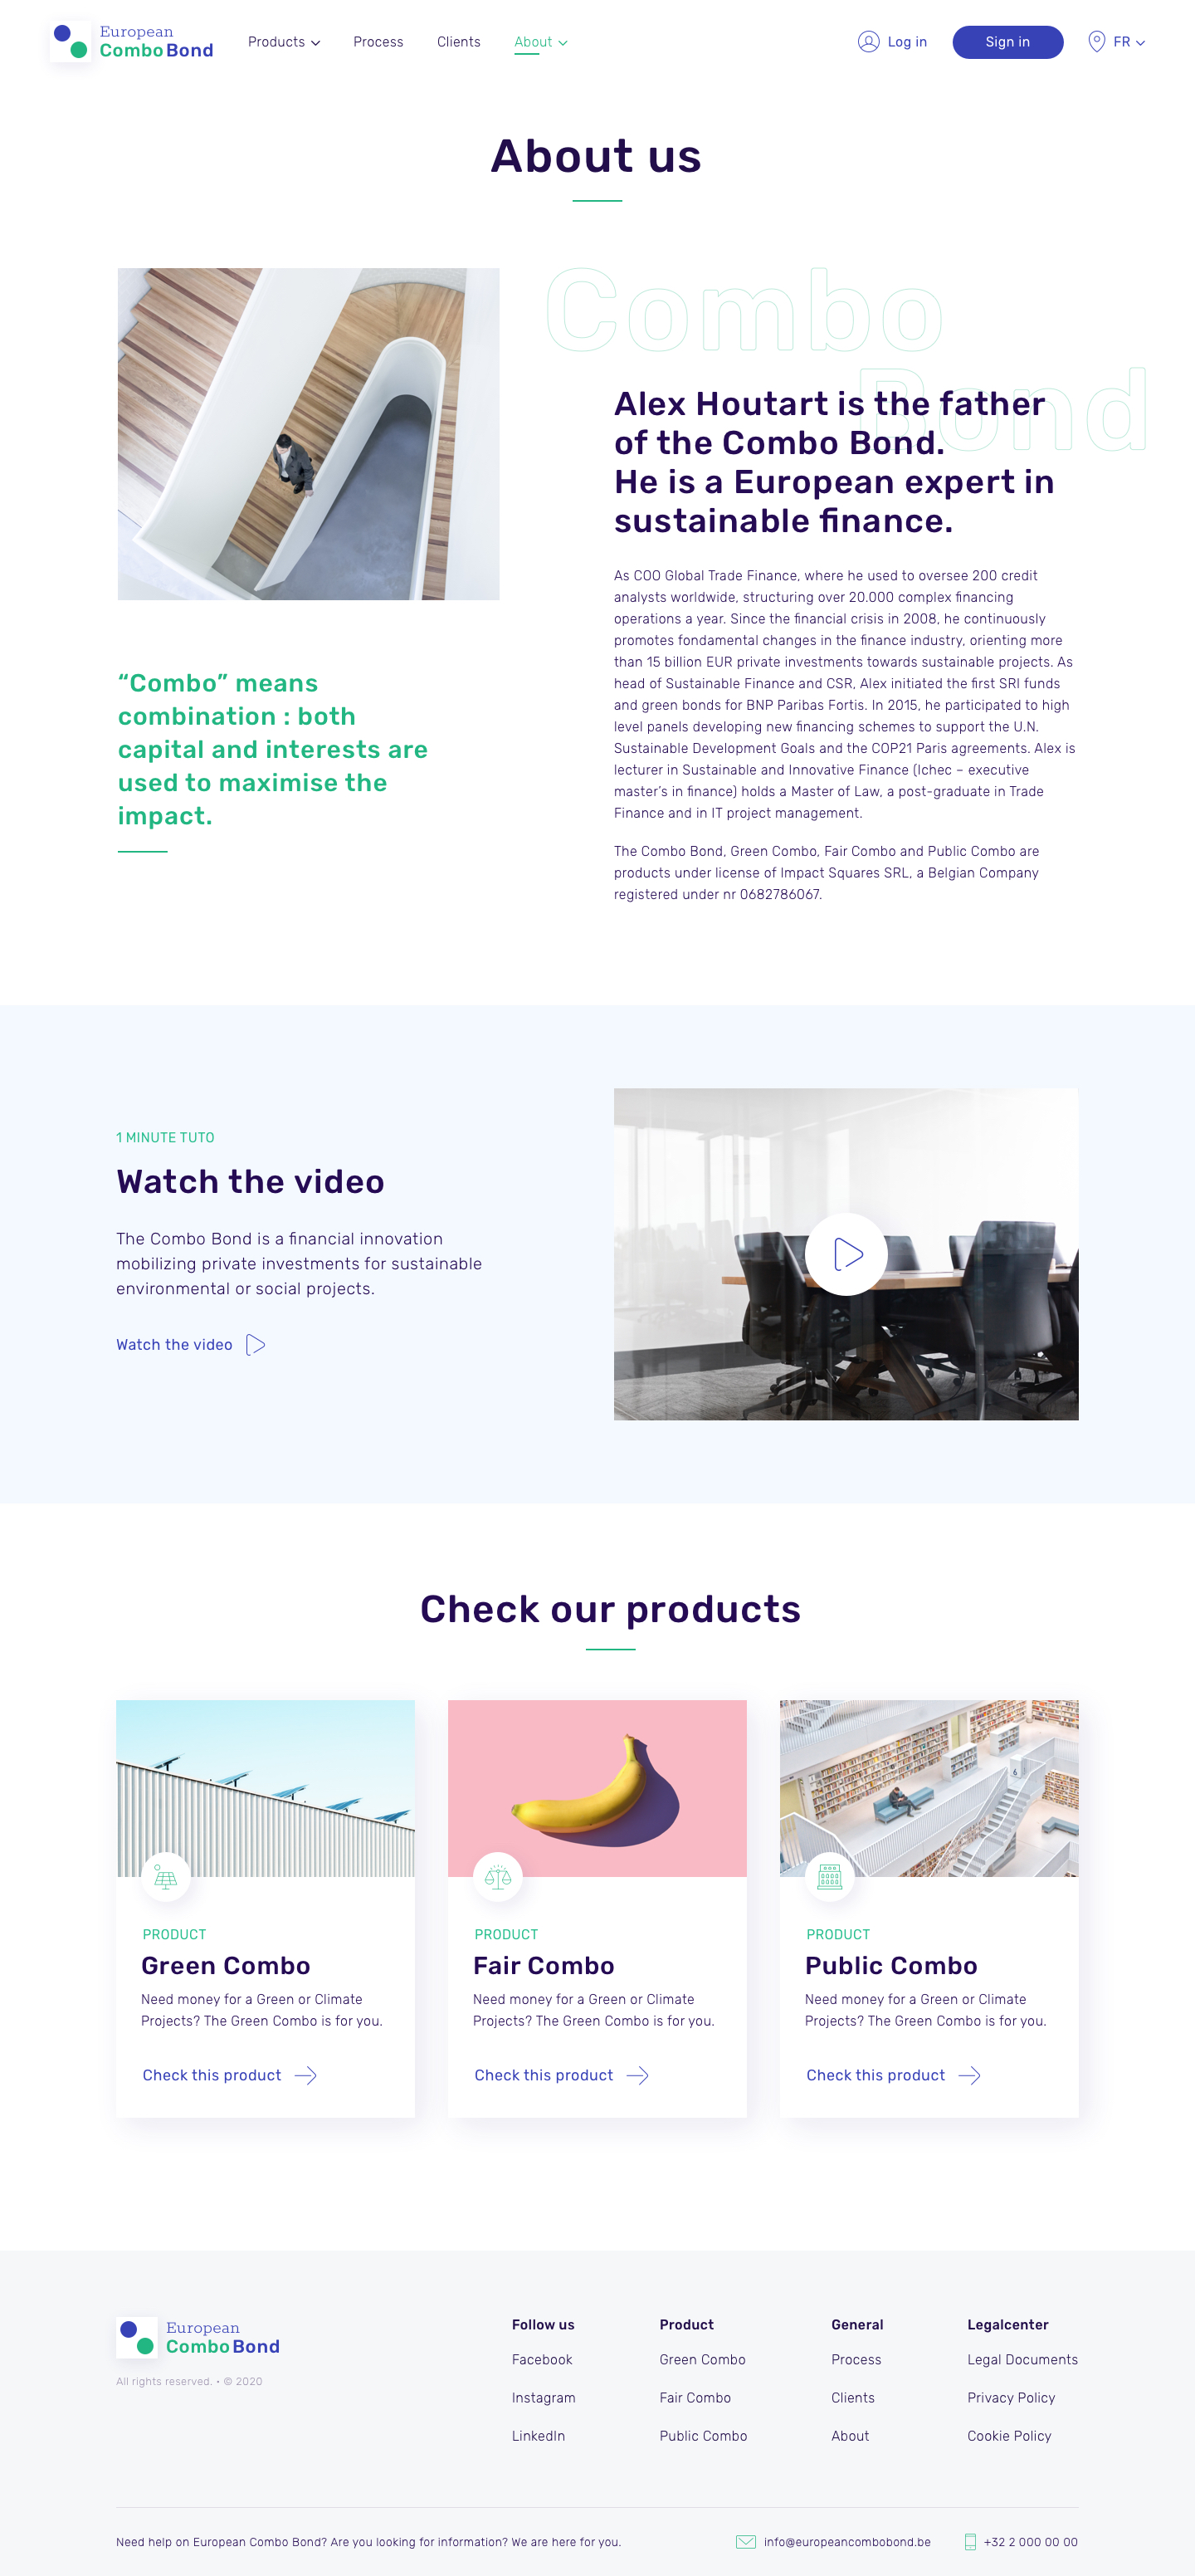 European
ComboBond
Products
Process
Clients
About
Log in
Sign in
FR
About us
Combo
Bond
Alex Houtart is the father
of the Combo Bond.
He is a European expert in
sustainable finance.
As COO Global Trade Finance, where he used to oversee 200 credit
analysts worldwide, structuring over 20.000 complex financing
operations a year. Since the financial crisis in 2008, he continuously
promotes fondamental changes in the finance industry, orienting more
than 15 billion EUR private investments towards sustainable projects. As
head of Sustainable Finance and CSR, Alex initiated the first SRI funds
and green bonds for BNP Paribas Fortis. In 2015, he participated to high
level panels developing new financing schemes to support the U.N.
Sustainable Development Goals and the COP21 Paris agreements. Alex is
lecturer in Sustainable and Innovative Finance (Ichec – executive
master’s in finance) holds a Master of Law, a post-graduate in Trade
Finance and in IT project management.
The Combo Bond, Green Combo, Fair Combo and Public Combo are
products under license of Impact Squares SRL, a Belgian Company
registered under nr 0682786067.
“Combo” means
combination : both
capital and interests are
used to maximise the
impact.
1 MINUTE TUTO
Watch the video
The Combo Bond is a financial innovation
mobilizing private investments for sustainable
environmental or social projects.
Watch the video
Check our products
6
PRODUCT
Green Combo
Need money for a Green or Climate
Projects? The Green Combo is for you.
Check this product
PRODUCT
Fair Combo
Need money for a Green or Climate
Projects? The Green Combo is for you.
Check this product
PRODUCT
Public Combo
Need money for a Green or Climate
Projects? The Green Combo is for you.
Check this product
European
ComboBond
All rights reserved. • © 2020
Follow us
Facebook
Instagram
LinkedIn
Product
Green Combo
Fair Combo
Public Combo
General
Process
Clients
About
Legalcenter
Legal Documents
Privacy Policy
Cookie Policy
Need help on European Combo Bond? Are you looking for information? We are here for you.
info@europeancombobond.be
+32 2 000 00 00